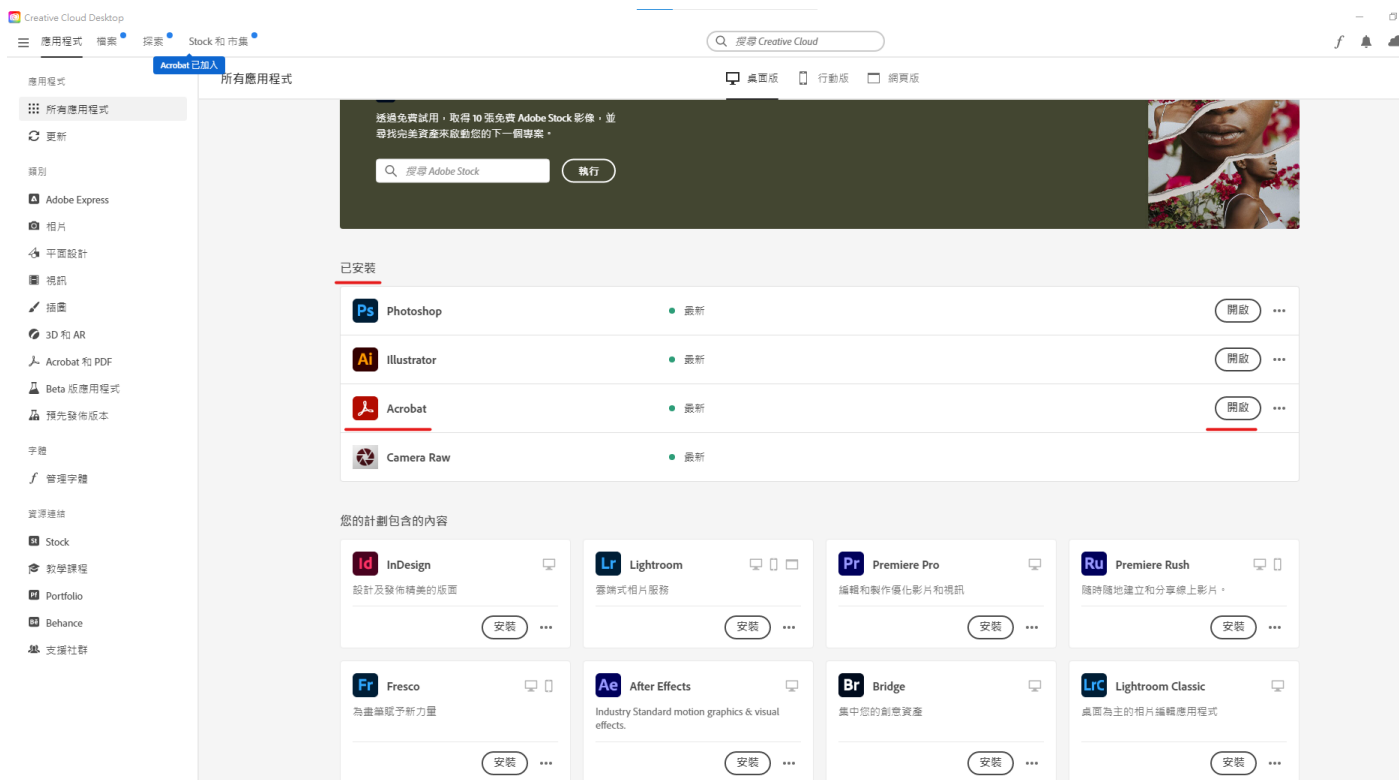 Creative Cloud Desktop
應用程式 檔案 探索 Stock 和 市集
搜尋 Creative Cloud
Acrobat 已加入
應用程式
所有應用程式
更新
類別
Adobe Express
相片
平面設計
視訊
插圖
3D 和 AR
Acrobat 和 PDF
Beta 版應用程式
預先發佈版本
字體
管理字體
資源連結
Stock
教學課程
Portfolio
Behance
支援社群
所有應用程式
桌面版 行動版 網頁版
透過免費試用，取得 10 張免費 Adobe Stock 影像，並
尋找完美資產來啟動您的下一個專案。
搜尋 Adobe Stock 執行
已安裝
Ps Photoshop 最新 開啟
Ai Illustrator 最新 開啟
Acrobat 最新 開啟
Camera Raw 最新
您的計劃包含的內容
Id InDesign
設計及發佈精美的版面
安裝
Lr Lightroom
雲端式相片服務
安裝
Pr Premiere Pro
編輯和製作優化影片和視訊
安裝
Ru Premiere Rush
隨時隨地建立和分享線上影片。
安裝
Fr Fresco
為畫筆賦予新力量
安裝
Ae After Effects
Industry Standard motion graphics & visual
effects.
安裝
Br Bridge
集中您的創意資產
安裝
LrC Lightroom Classic
桌面為主的相片編輯應用程式
安裝